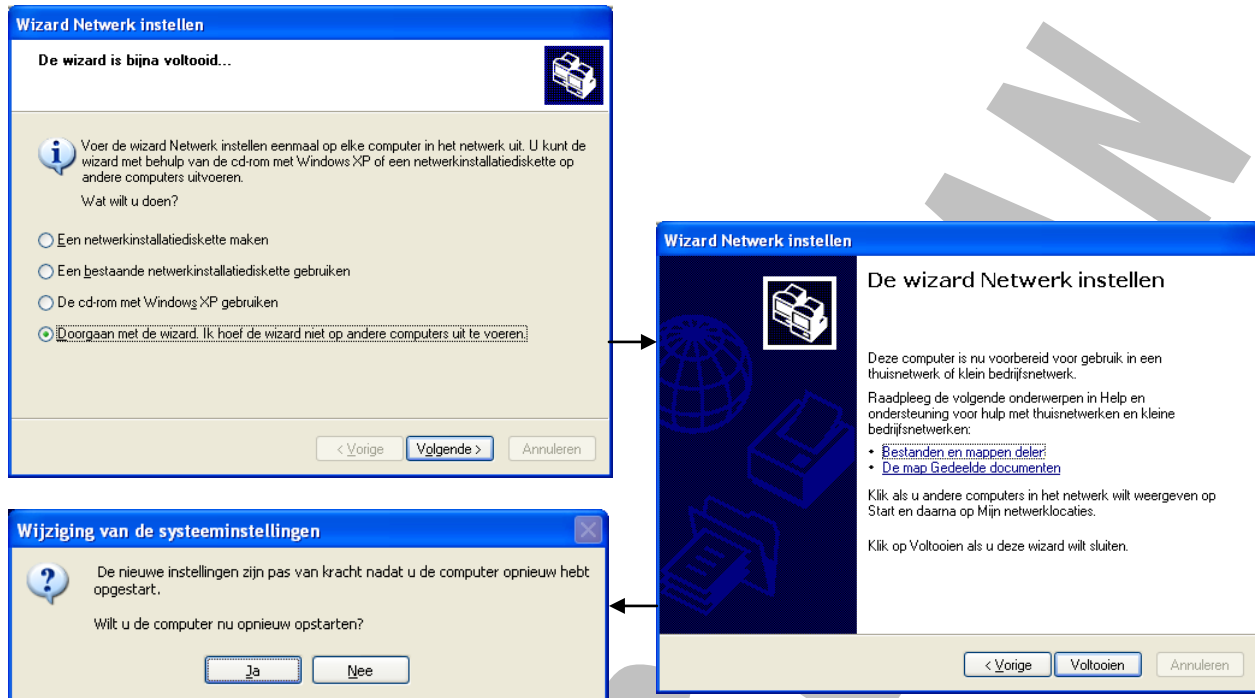 Wizard Netwerk instellen
De wizard is bijna voltooid...
Voer de wizard Netwerk instellen eenmaal op elke computer in het netwerk uit. U kunt de
wizard met behulp van de cd-rom met Windows XP of een netwerkinstallatiediskette op
andere computers uitvoeren.
Wat wilt u doen?
Een netwerkinstallatiediskette maken
Een bestaande netwerkinstallatiediskette gebruiken
De cd-rom met Windows XP gebruiken
Doorgaan met de wizard. Ik hoef de wizard niet op andere computers uit te voeren.
< Vorige Volgende > Annuleren
Wizard Netwerk instellen
De wizard Netwerk instellen
Deze computer is nu voorbereid voor gebruik in een
thuisnetwerk of klein bedrijfsnetwerk.
Raadpleeg de volgende onderwerpen in Help en
ondersteuning voor hulp met thuisnetwerken en kleine
bedrijfsnetwerken:
• Bestanden en mappen delen
• De map Gedeelde documenten
Klik als u andere computers in het netwerk wilt weergeven op
Start en daarna op Mijn netwerklocaties.
Klik op Voltooien als u deze wizard wilt sluiten.
< Vorige Voltooien Annuleren
Wijziging van de systeeminstellingen
De nieuwe instellingen zijn pas van kracht nadat u de computer opnieuw hebt
opgestart.
Wilt u de computer nu opnieuw opstarten?
Ja Nee